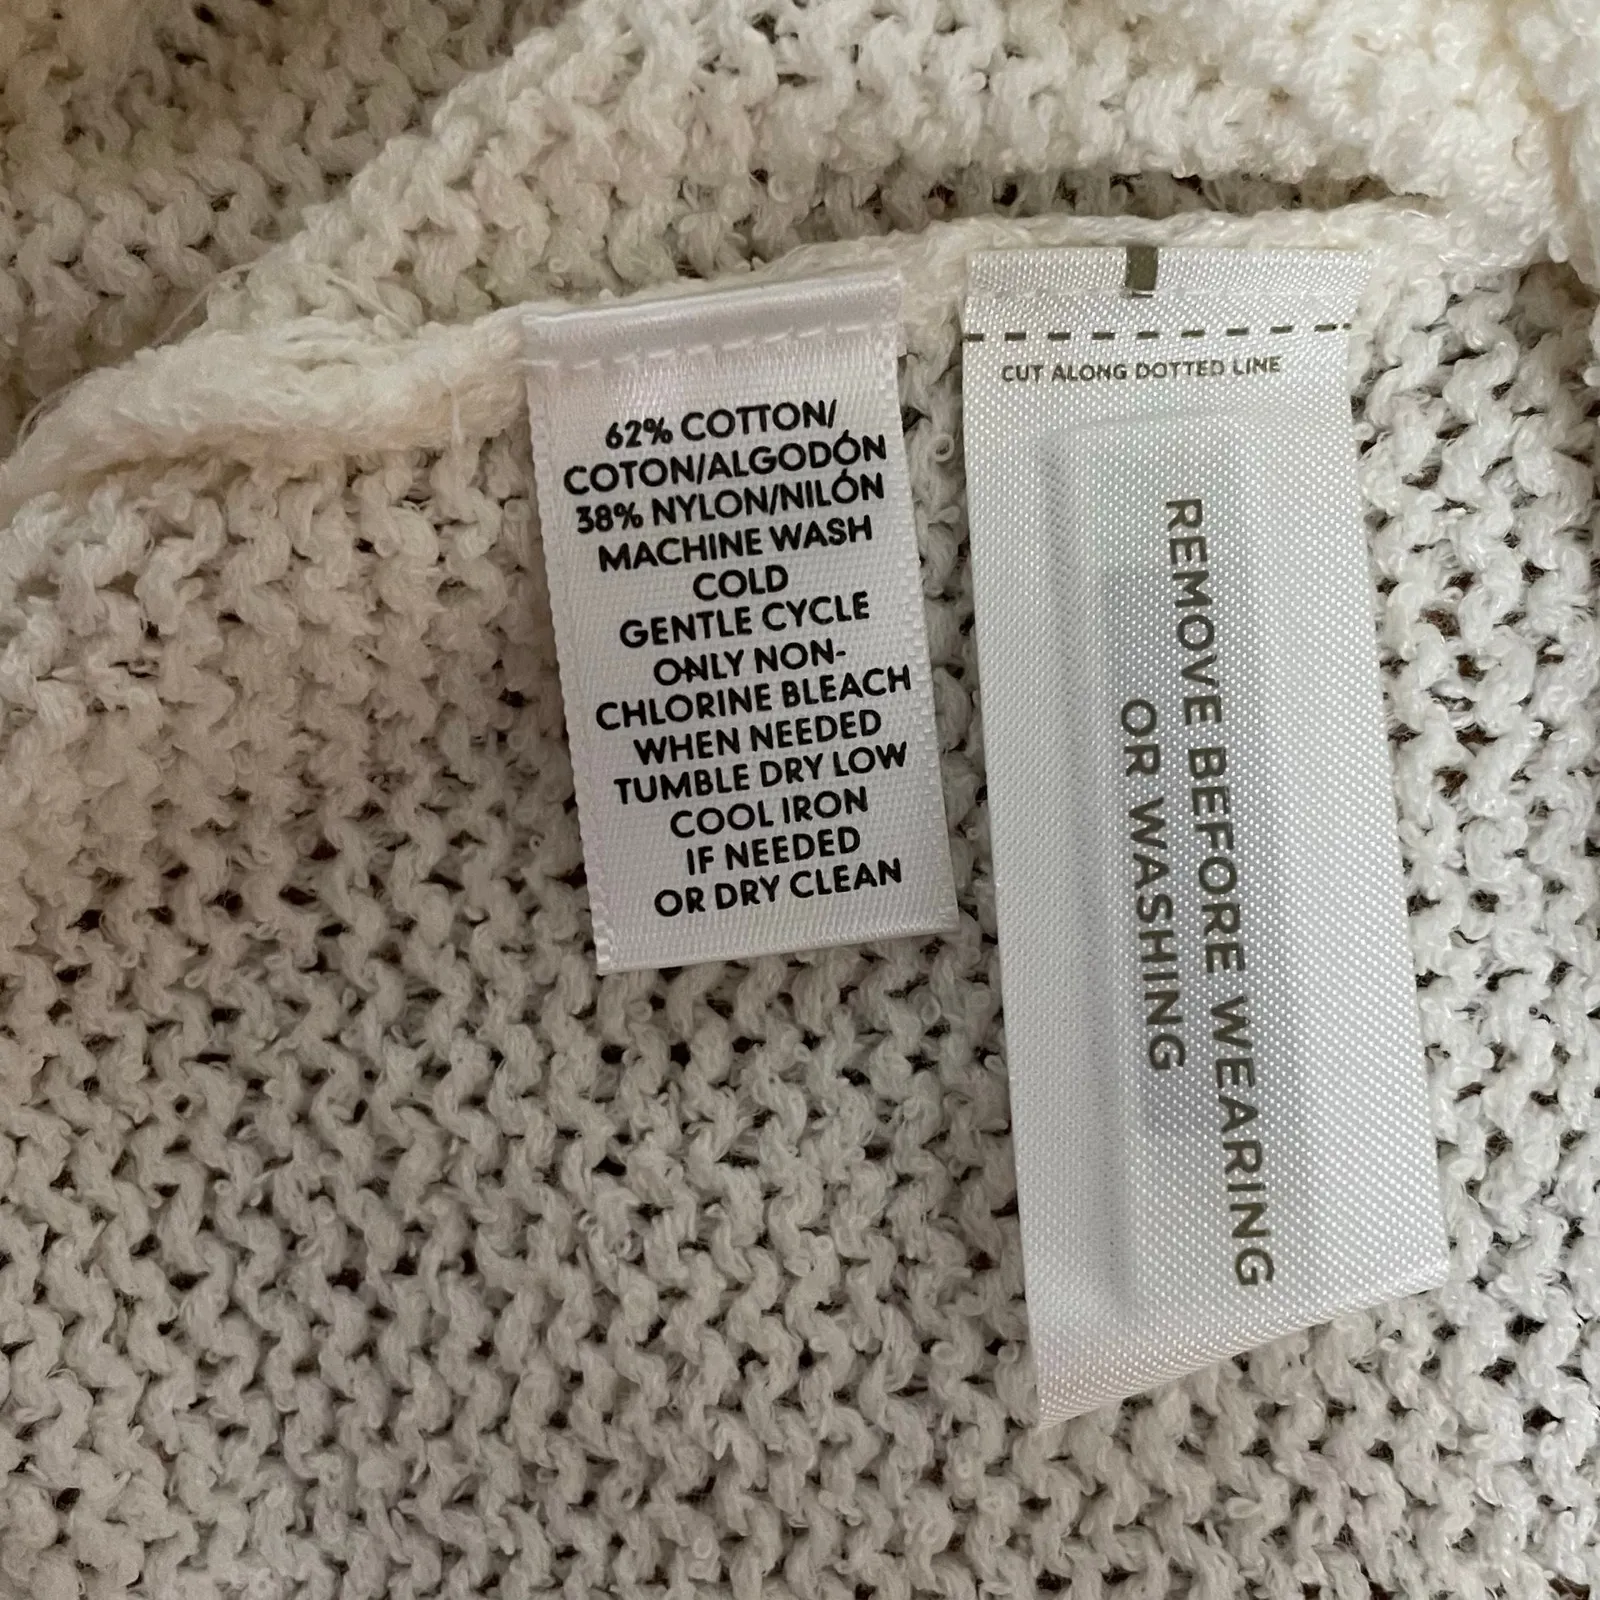 62% COTTON/
COTON/ALGODÓN
38% NYLON/NILÓN
MACHINE WASH
COLD
GENTLE CYCLE
ONLY NON-
CHLORINE BLEACH
WHEN NEEDED
TUMBLE DRY LOW
COOL IRON
IF NEEDED
OR DRY CLEAN
CUT ALONG DOTTED LINE
REMOVE BEFORE WEARING
OR WASHING